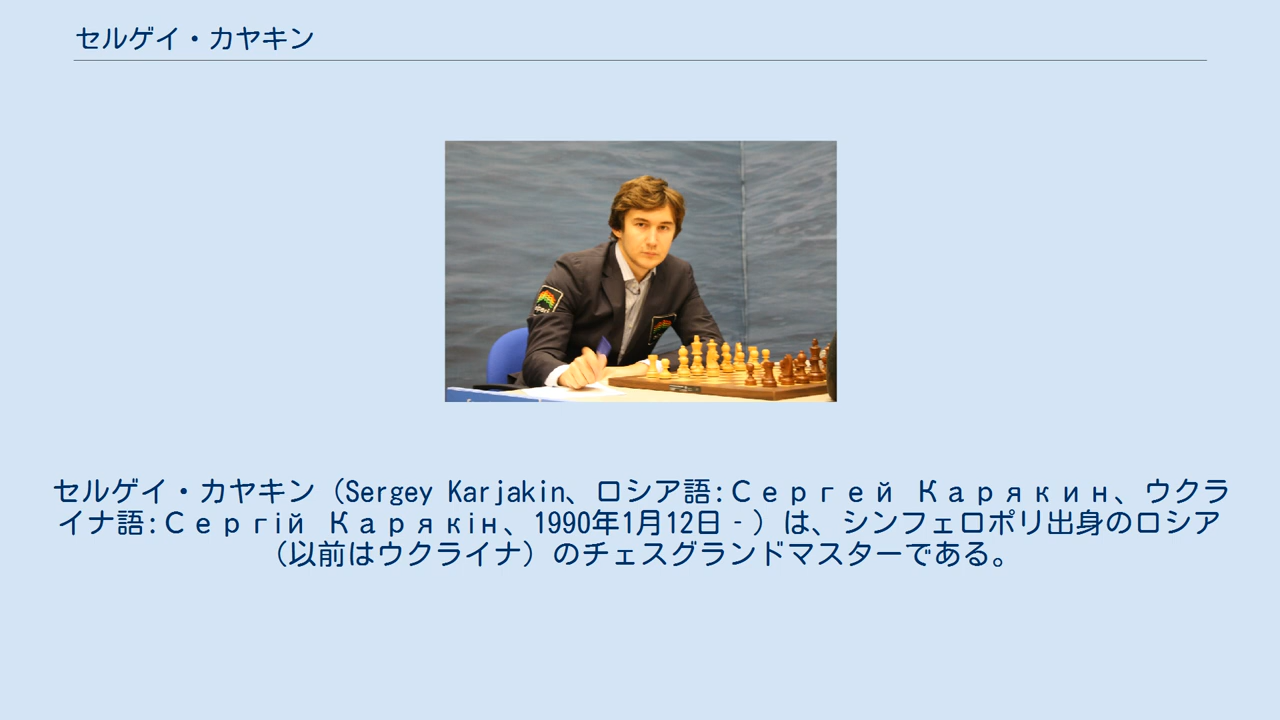 セルゲイ・カヤキン
セルゲイ・カヤキン（Sergey Karjakin、ロシア語:Сергей Карякин、ウクラ
イナ語:Сергій Карякін、1990年1月12日 - ）は、シンフェロポリ出身のロシア
（以前はウクライナ）のチェスグランドマスターである。